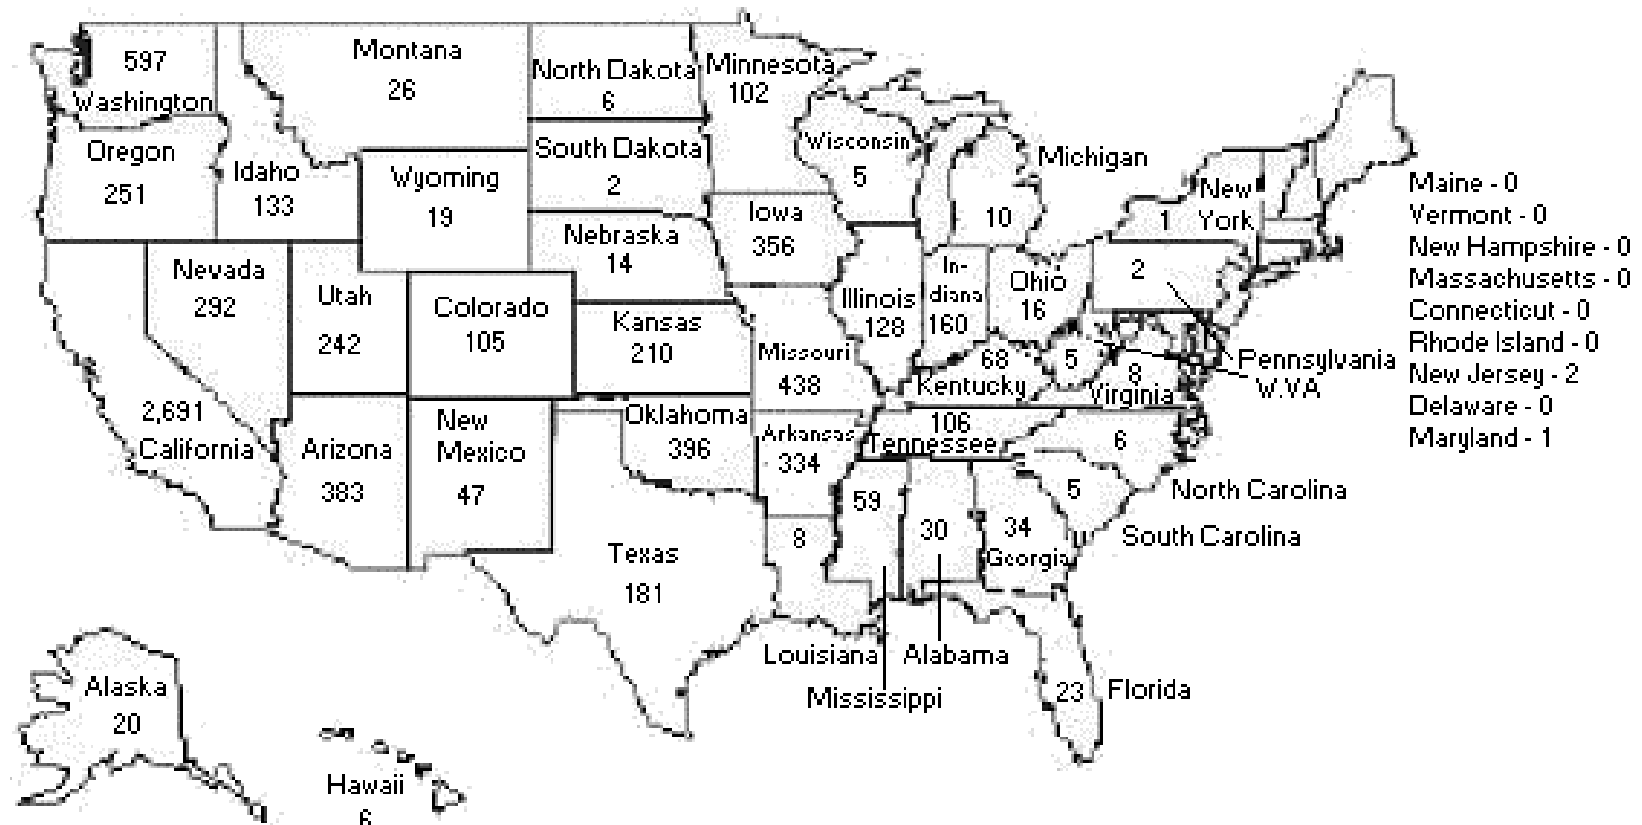 597
Washington
Montana
26
North Dakota
6
Minnesota
102
Oregon
251
Idaho
133
Wyoming
19
South Dakota
2
Wisconsin
5
Michigan
10
New
York
1
Maine - 0
Vermont - 0
New Hampshire - 0
Massachusetts - 0
Connecticut - 0
Rhode Island - 0
New Jersey - 2
Delaware - 0
Maryland - 1
Nevada
292
Utah
242
Colorado
105
Nebraska
14
Iowa
356
Illinois
128
In-
diana
160
Ohio
16
2
Pennsylvania
W.VA
5
8
Virginia
Kansas
210
Missouri
438
68
Kentucky
2,691
California
Arizona
383
New
Mexico
47
Oklahoma
396
Arkansas
334
106
Tennessee
6
North Carolina
5
South Carolina
Texas
181
8
Louisiana
59
Mississippi
30
Alabama
34
Georgia
23
Florida
Alaska
20
Hawaii
6